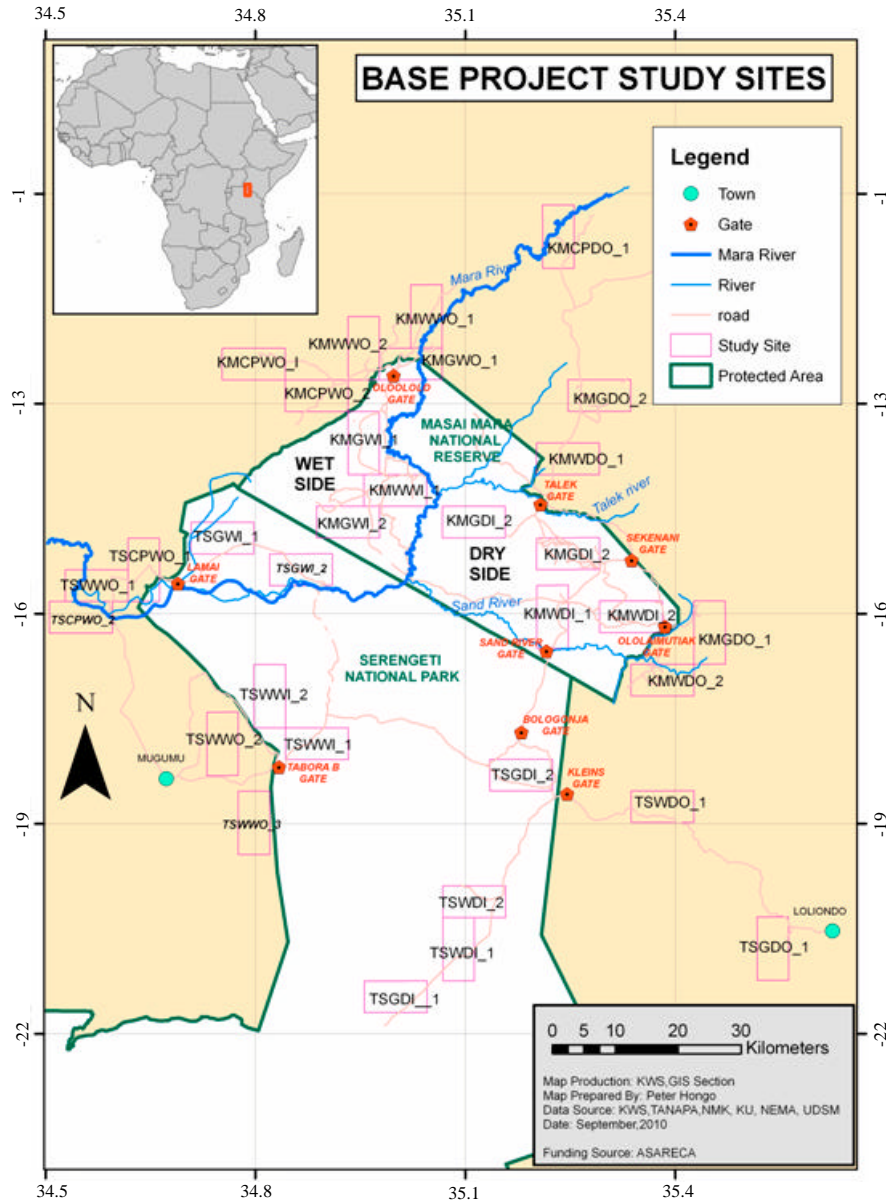 34.5
34.8
35.1
35.4
BASE PROJECT STUDY SITES
Legend
Town
Gate
Mara River
River
road
Study Site
Protected Area
-1
-1
KMCPDO_1
Mara River
KMWWO_1
KMWWO_2
KMGWO_1
KMCPWO_I
KMCPWO_2
OLOOLOLO
GATE
KMGDO_2
-13
-13
MASAI MARA
NATIONAL
RESERVE
KMGWI_1
KMWDO_1
WET
SIDE
KMWWI_1
TALEK
GATE
Talek river
KMGWI_2
KMGDI_2
TSGWI_1
SEKENANI
GATE
TSCPWO_1
DRY
SIDE
KMGDI_2
LAMAI
GATE
TSGWI_2
TSWWO_1
Sand River
KMWDI_1
KMWDI_2
-16
-16
TSCPWO_2
SAND RIVER
GATE
OLOLAIMUTIAK
GATE
KMGDO_1
SERENGETI
NATIONAL PARK
KMWDO_2
TSWWI_2
N
BOLOGONJA
GATE
TSWWO_2
TSWWI_1
MUGUMU
TABORA B
GATE
TSGDI_2
KLEINS
GATE
TSWDO_1
-19
-19
TSWWO_3
TSWDI_2
LOLIONDO
TSWDI_1
TSGDO_1
TSGDI__1
-22
-22
0 5 10 20 30
Kilometers
Map Production: KWS,GIS Section
Map Prepared By: Peter Hongo
Data Source: KWS,TANAPA,NMK, KU, NEMA, UDSM
Date: September,2010
Funding Source: ASARECA
34.5
34.8
35.1
35.4